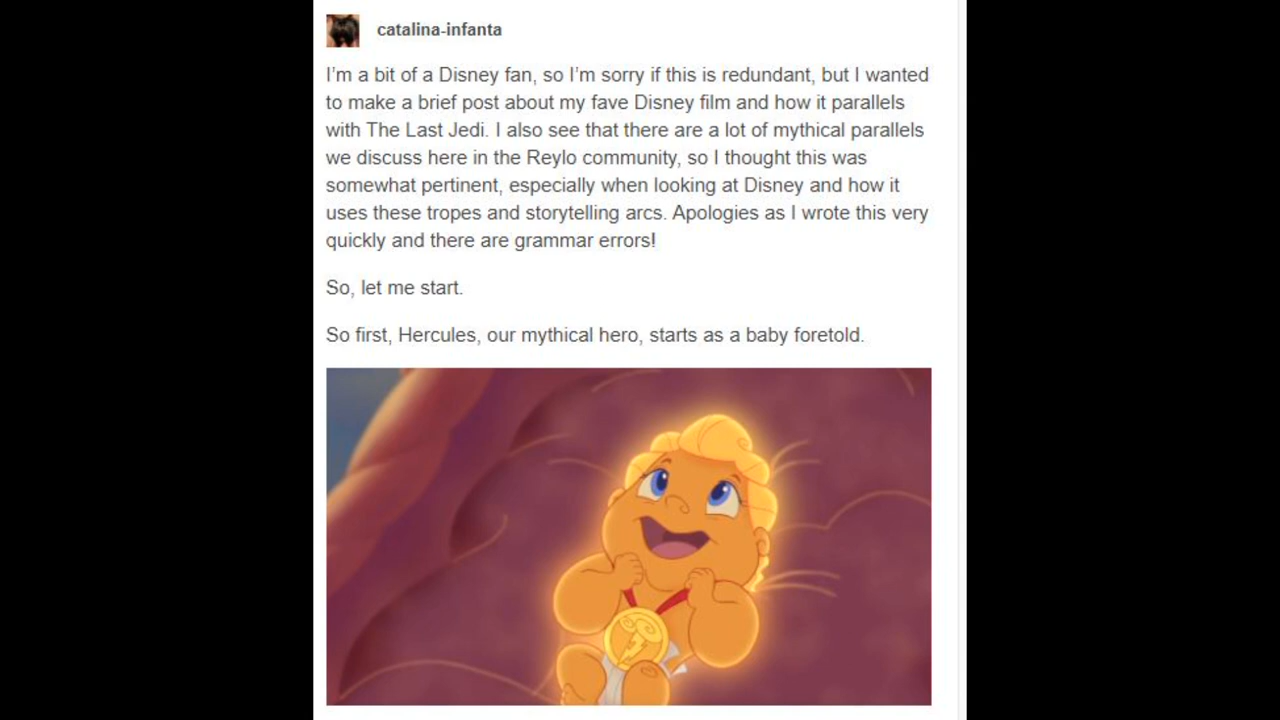 catalina-infanta
I’m a bit of a Disney fan, so I’m sorry if this is redundant, but I wanted
to make a brief post about my fave Disney film and how it parallels
with The Last Jedi. I also see that there are a lot of mythical parallels
we discuss here in the Reylo community, so I thought this was
somewhat pertinent, especially when looking at Disney and how it
uses these tropes and storytelling arcs. Apologies as I wrote this very
quickly and there are grammar errors!
So, let me start.
So first, Hercules, our mythical hero, starts as a baby foretold.